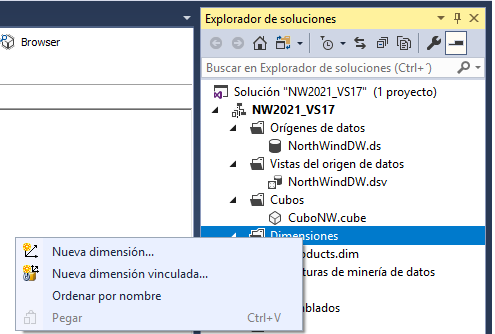 Explorador de soluciones
Browser
Buscar en Explorador de soluciones (Ctrl+´)
Solución "NW2021_VS17" (1 proyecto)
NW2021_VS17
Orígenes de datos
NorthWindDW.ds
Vistas del origen de datos
NorthWindDW.dsv
Cubos
CuboNW.cube
Dimensiones
Nueva dimensión...
oducts.dim
Nueva dimensión vinculada...
turas de minería de datos
Ordenar por nombre
Pegar Ctrl+V
blados